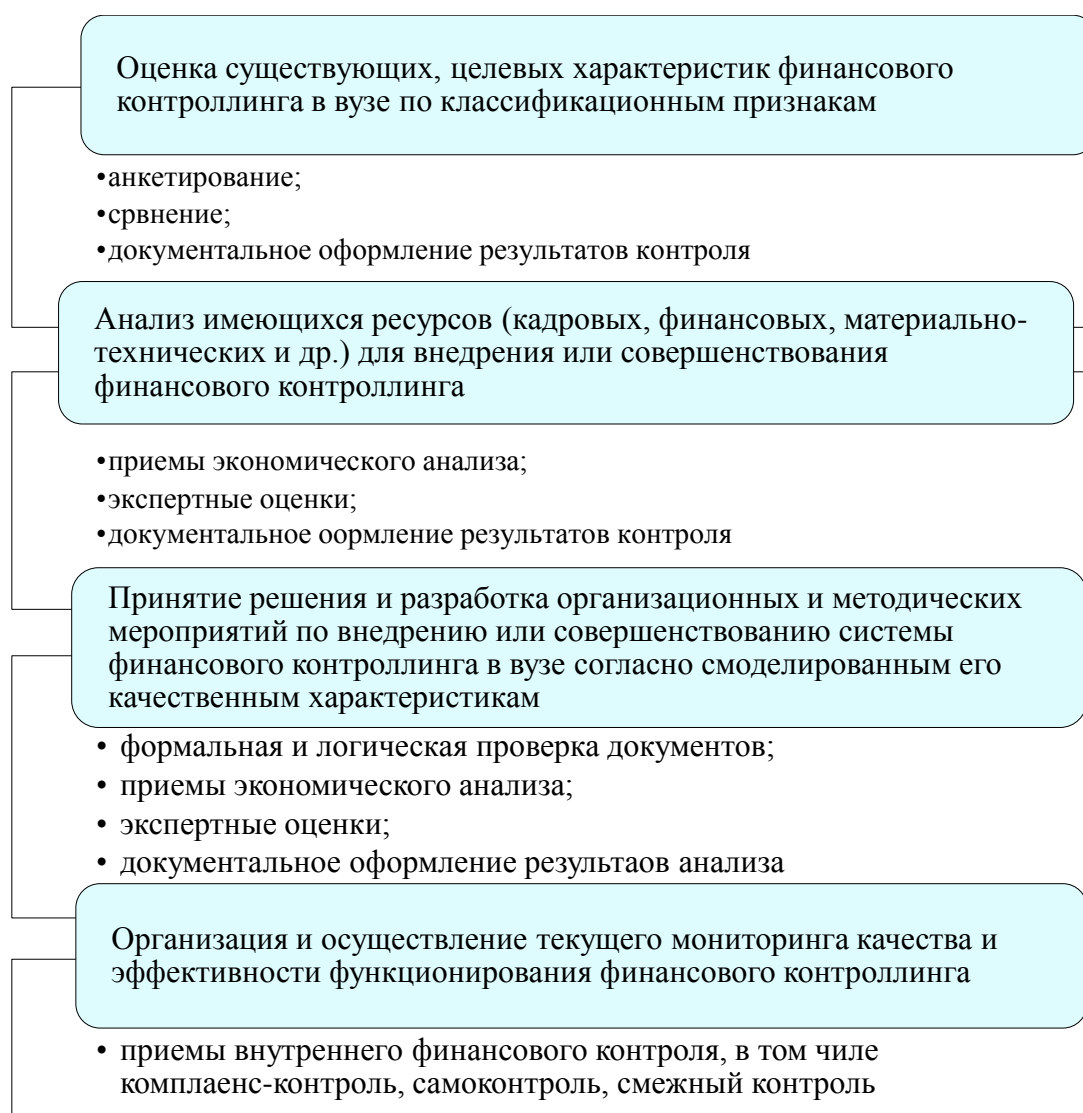 Оценка существующих, целевых характеристик финансового
контроллинга в вузе по классификационным признакам
•анкетирование;
•срвнение;
•документальное оформление результатов контроля
Анализ имеющихся ресурсов (кадровых, финансовых, материально-
технических и др.) для внедрения или совершенствования
финансового контроллинга
•приемы экономического анализа;
•экспертные оценки;
•документальное оормление результатов контроля
Принятие решения и разработка организационных и методических
мероприятий по внедрению или совершенствованию системы
финансового контроллинга в вузе согласно смоделированным его
качественным характеристикам
• формальная и логическая проверка документов;
• приемы экономического анализа;
• экспертные оценки;
• документальное оформление результаов анализа
Организация и осуществление текущего мониторинга качества и
эффективности функционирования финансового контроллинга
• приемы внутреннего финансового контроля, в том чиле
комплаенс-контроль, самоконтроль, смежный контроль